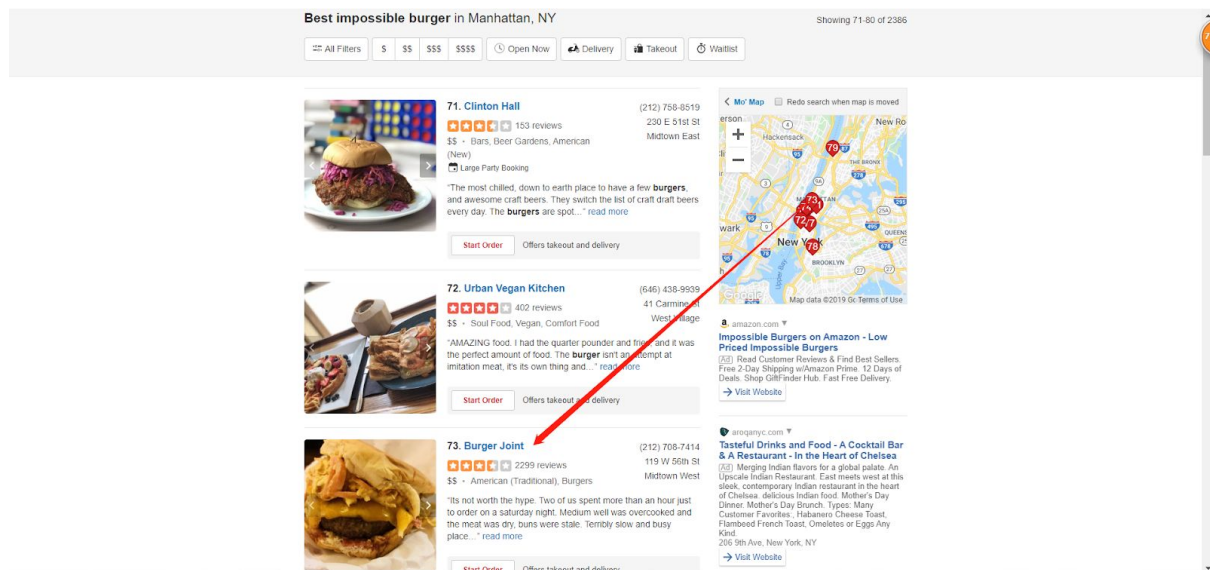 Best impossible burger in Manhattan, NY
Showing 71-80 of 2386
All Filters
$
$$
$$$
$$$$
Open Now
Delivery
Takeout
Waitlist
71. Clinton Hall
(212) 758-8519
153 reviews
230 E 51st St
$$ • Bars, Beer Gardens, American
Midtown East
(New)
Large Party Booking
"The most chilled, down to earth place to have a few burgers,
and awesome craft beers. They switch the list of craft draft beers
every day. The burgers are spot..." read more
Start Order
Offers takeout and delivery
72. Urban Vegan Kitchen
(646) 438-9939
402 reviews
41 Carmine St
$$ • Soul Food, Vegan, Comfort Food
West Village
"AMAZING food. I had the quarter pounder and fries, and it was
the perfect amount of food. The burger isn't an attempt at
imitation meat, it's its own thing and..." read more
Start Order
Offers takeout and delivery
73. Burger Joint
(212) 708-7414
2299 reviews
119 W 56th St
$$ • American (Traditional), Burgers
Midtown West
"Its not worth the hype. Two of us spent more than an hour just
to order on a saturday night. Medium well was overcooked and
the meat was dry, buns were stale. Terribly slow and busy
place..." read more
Start Order
Offers takeout and delivery
Mo' Map
Redo search when map is moved
Hackensack
New Ro
79
THE BRONX
73
72
New York
78
BROOKLYN
QUEENS
Upper Bay
Google
Map data ©2019 Gc Terms of Use
amazon.com
Impossible Burgers on Amazon - Low
Priced Impossible Burgers
Ad Read Customer Reviews & Find Best Sellers.
Free 2-Day Shipping w/Amazon Prime. 12 Days of
Deals. Shop GiftFinder Hub. Fast Free Delivery.
Visit Website
aroqanyc.com
Tasteful Drinks and Food - A Cocktail Bar
& A Restaurant - In the Heart of Chelsea
Ad Merging Indian flavors for a global palate. An
Upscale Indian Restaurant. East meets west at this
sleek, contemporary Indian restaurant in the heart
of Chelsea. delicious Indian food. Mother's Day
Dinner. Mother's Day Brunch. Types: Many
Customer Favorites:, Habanero Cheese Toast,
Flambeed French Toast, Omeletes or Eggs Any
Kind.
206 9th Ave, New York, NY
Visit Website